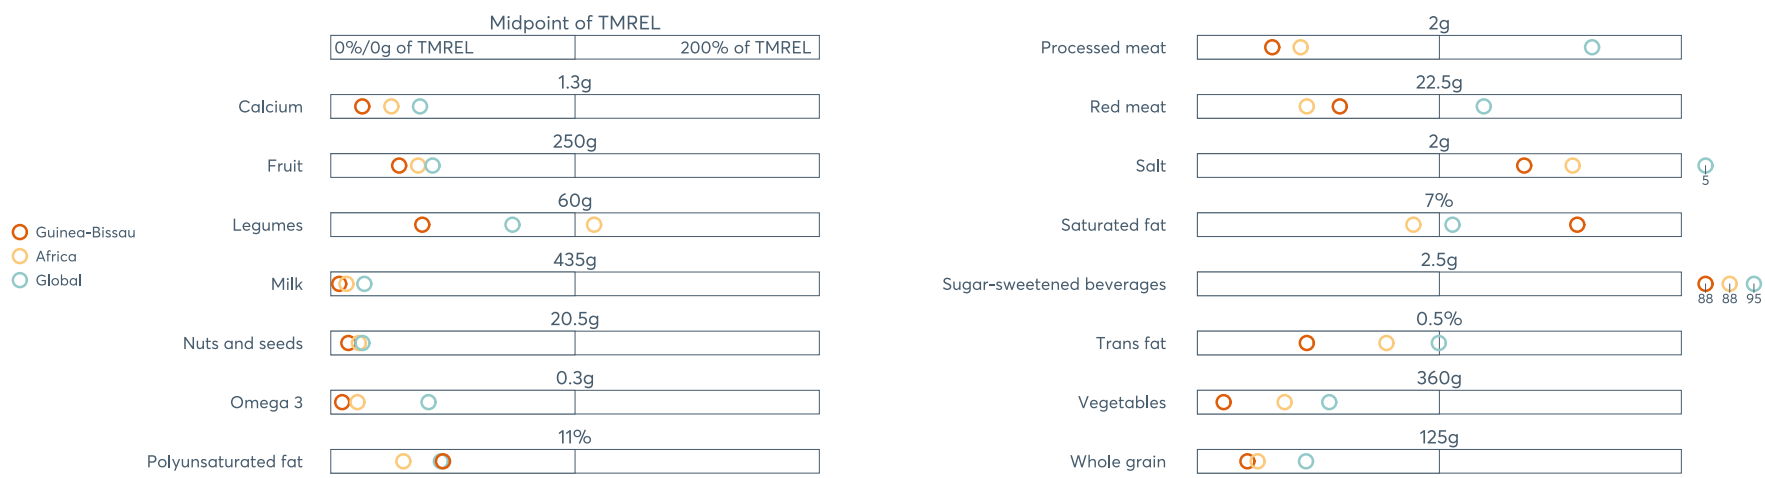 Midpoint of TMREL
0%/0g of TMREL 200% of TMREL
1.3g
Calcium
250g
Fruit
60g
Legumes
435g
Milk
20.5g
Nuts and seeds
0.3g
Omega 3
11%
Polyunsaturated fat
Guinea-Bissau
Africa
Global
2g
Processed meat
22.5g
Red meat
2g
Salt
5
7%
Saturated fat
2.5g
Sugar-sweetened beverages
88 88 95
0.5%
Trans fat
360g
Vegetables
125g
Whole grain